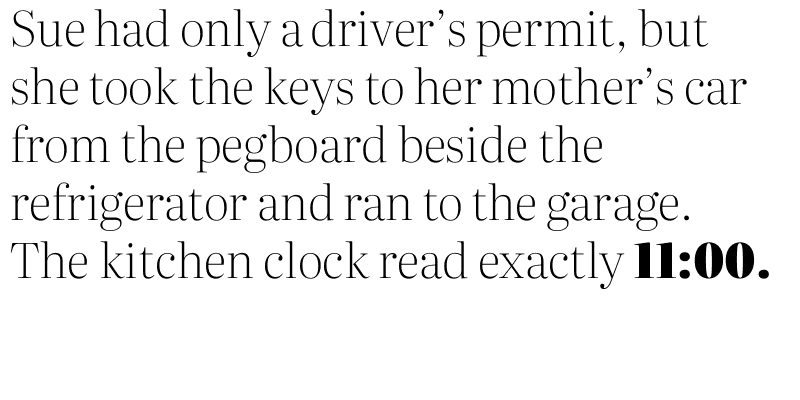 Sue had only a driver’s permit, but
she took the keys to her mother’s car
from the pegboard beside the
refrigerator and ran to the garage.
The kitchen clock read exactly 11:00.